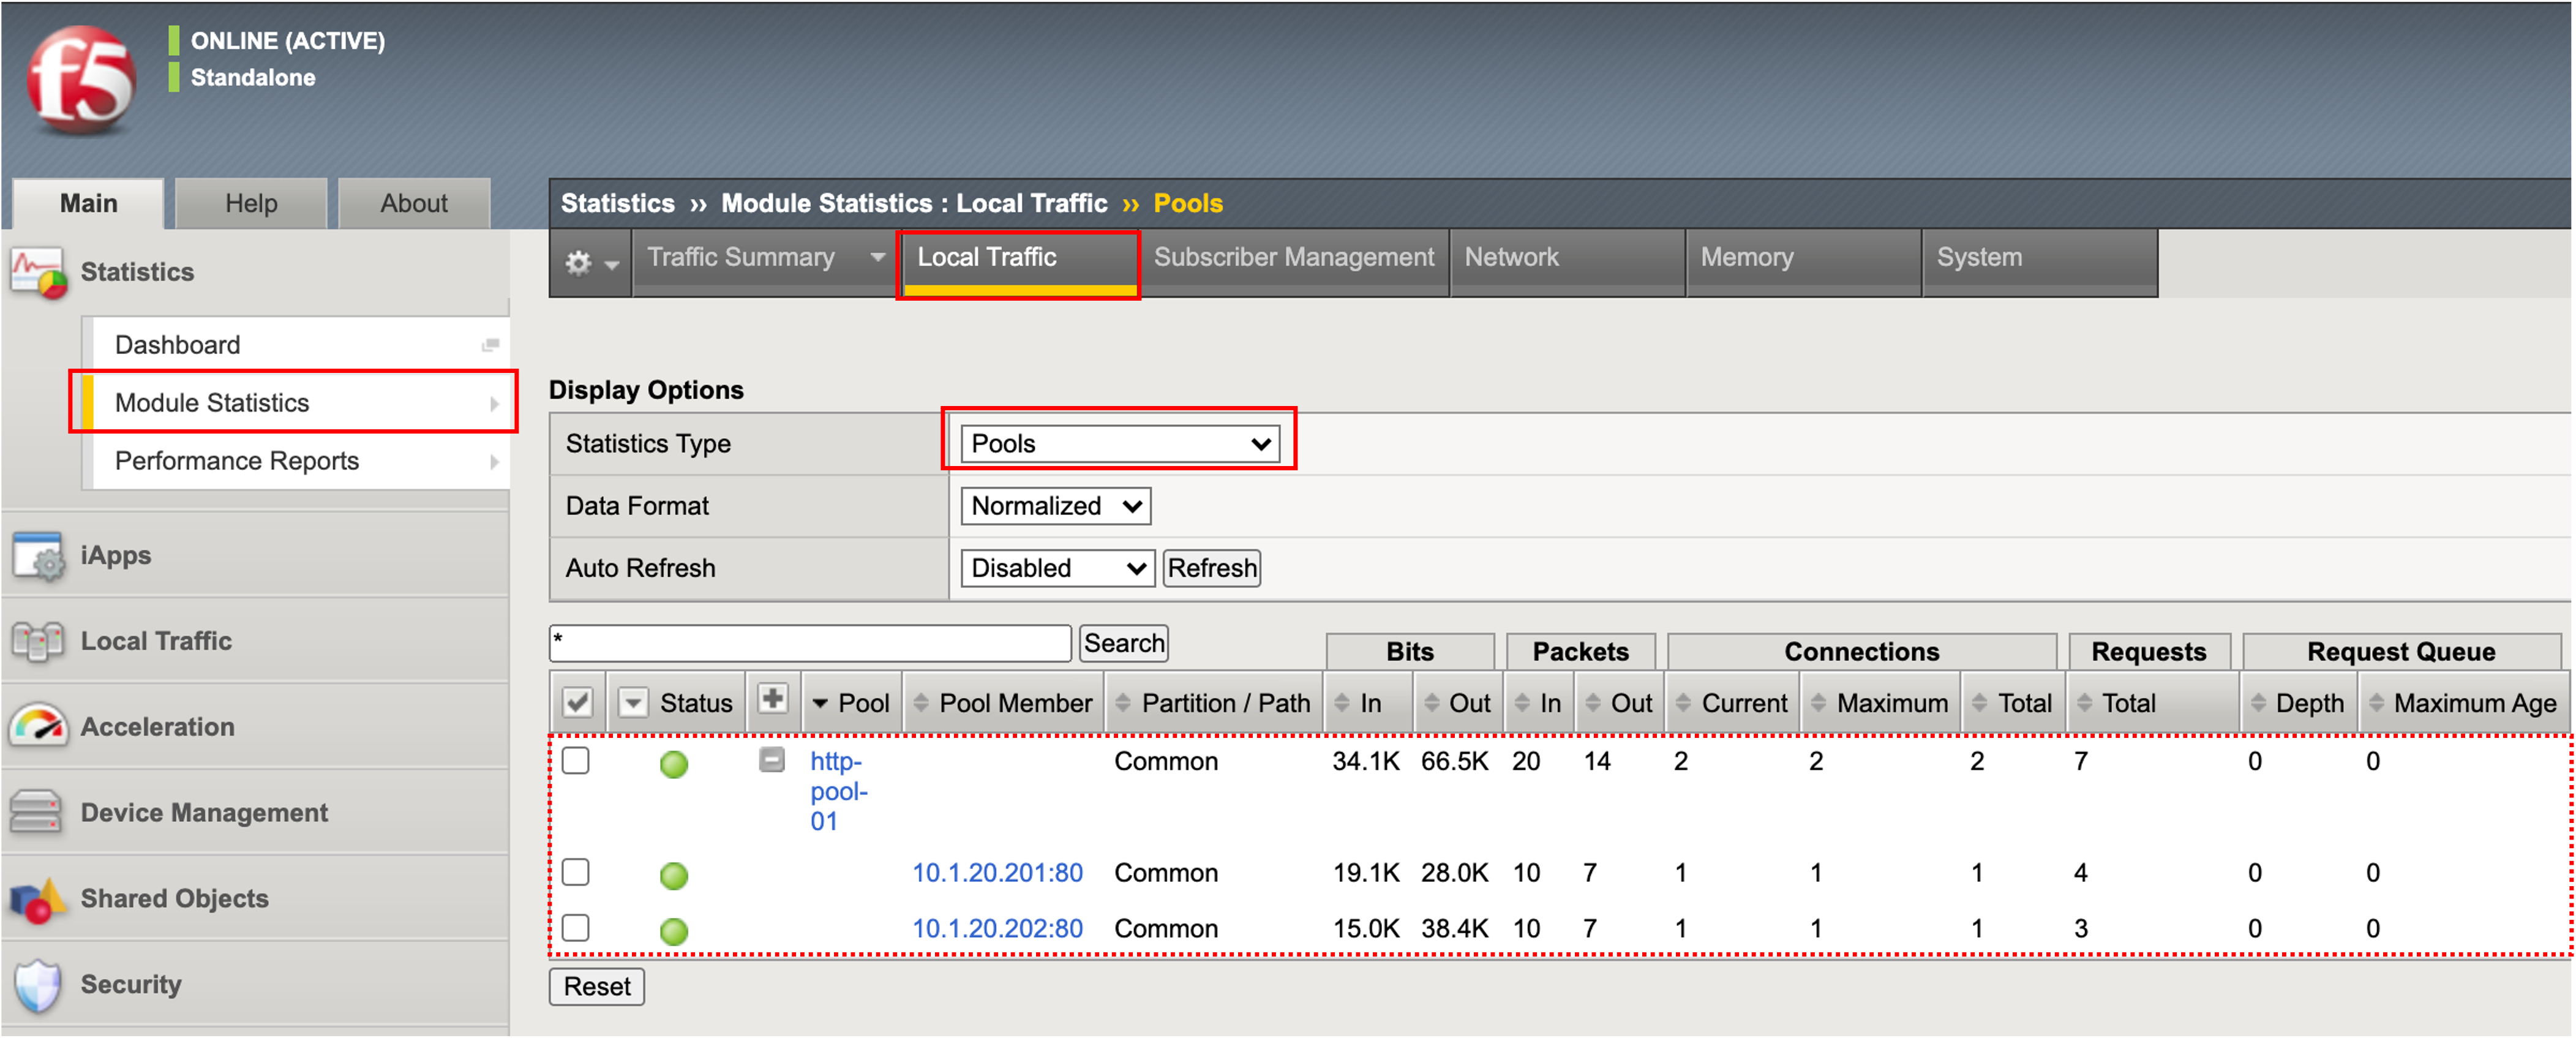 f5
ONLINE (ACTIVE)
Standalone
Main Help About
Statistics ›› Module Statistics : Local Traffic ›› Pools
Traffic Summary Local Traffic Subscriber Management Network Memory System
Statistics
Dashboard
Module Statistics
Performance Reports
iApps
Local Traffic
Acceleration
Device Management
Shared Objects
Security
Display Options
Statistics Type Pools
Data Format Normalized
Auto Refresh Disabled Refresh
* Search Bits Packets Connections Requests Request Queue
Status Pool Pool Member Partition / Path In Out In Out Current Maximum Total Total Depth Maximum Age
http- Common 34.1K 66.5K 20 14 2 2 2 7 0 0
pool-
01
10.1.20.201:80 Common 19.1K 28.0K 10 7 1 1 1 4 0 0
10.1.20.202:80 Common 15.0K 38.4K 10 7 1 1 1 3 0 0
Reset